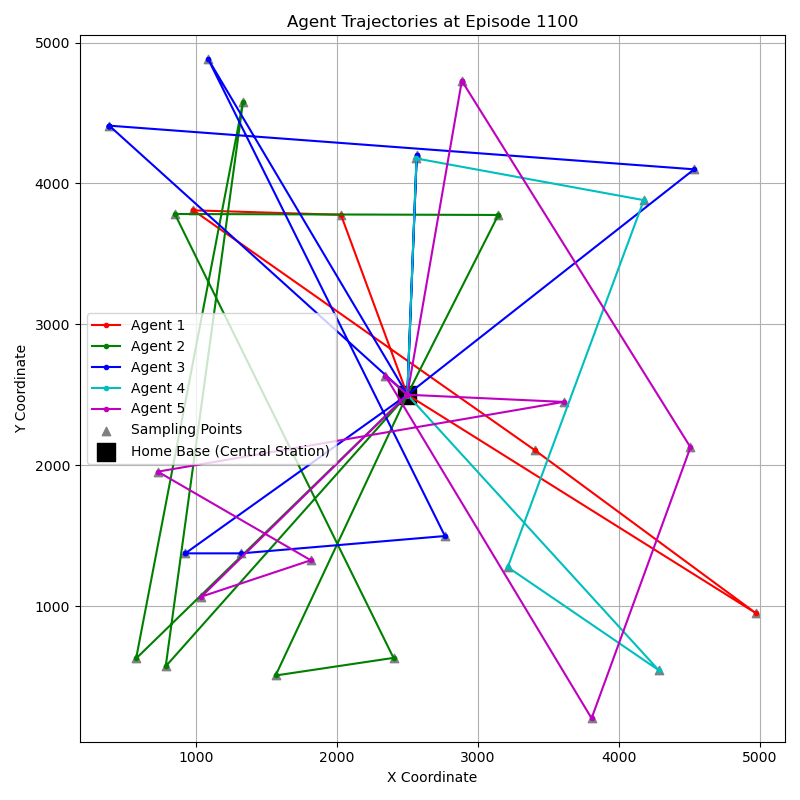 Agent Trajectories at Episode 1100
5000
4000
3000
2000
1000
Y Coordinate
Agent 1
Agent 2
Agent 3
Agent 4
Agent 5
Sampling Points
Home Base (Central Station)
1000 2000 3000 4000 5000
X Coordinate